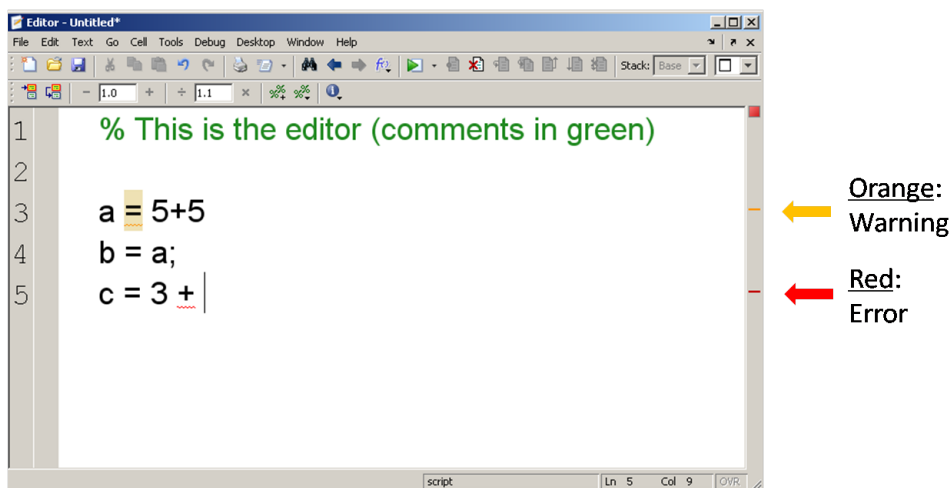 Editor - Untitled*
File Edit Text Go Cell Tools Debug Desktop Window Help
Stack: Base
1.0 + ÷ 1.1 ×
1 % This is the editor (comments in green)
2
3 a = 5+5
4 b = a;
5 c = 3 +
Orange:
Warning
Red:
Error
script Ln 5 Col 9 OVR